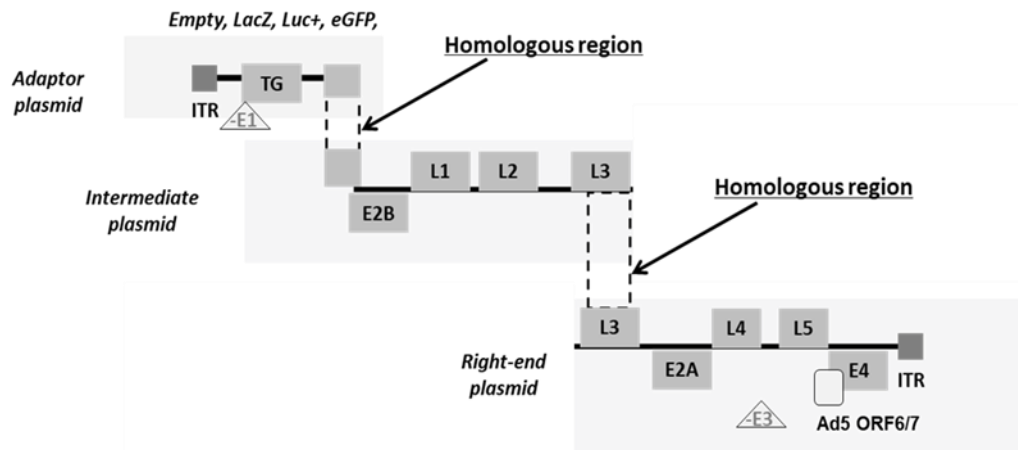 Empty, LacZ, Luc+, eGFP,
Homologous region
Adaptor
plasmid
TG
ITR
-E1
Intermediate
plasmid
L1
L2
L3
E2B
Homologous region
Right-end
plasmid
L3
L4
L5
E2A
E4
ITR
-E3
Ad5 ORF6/7